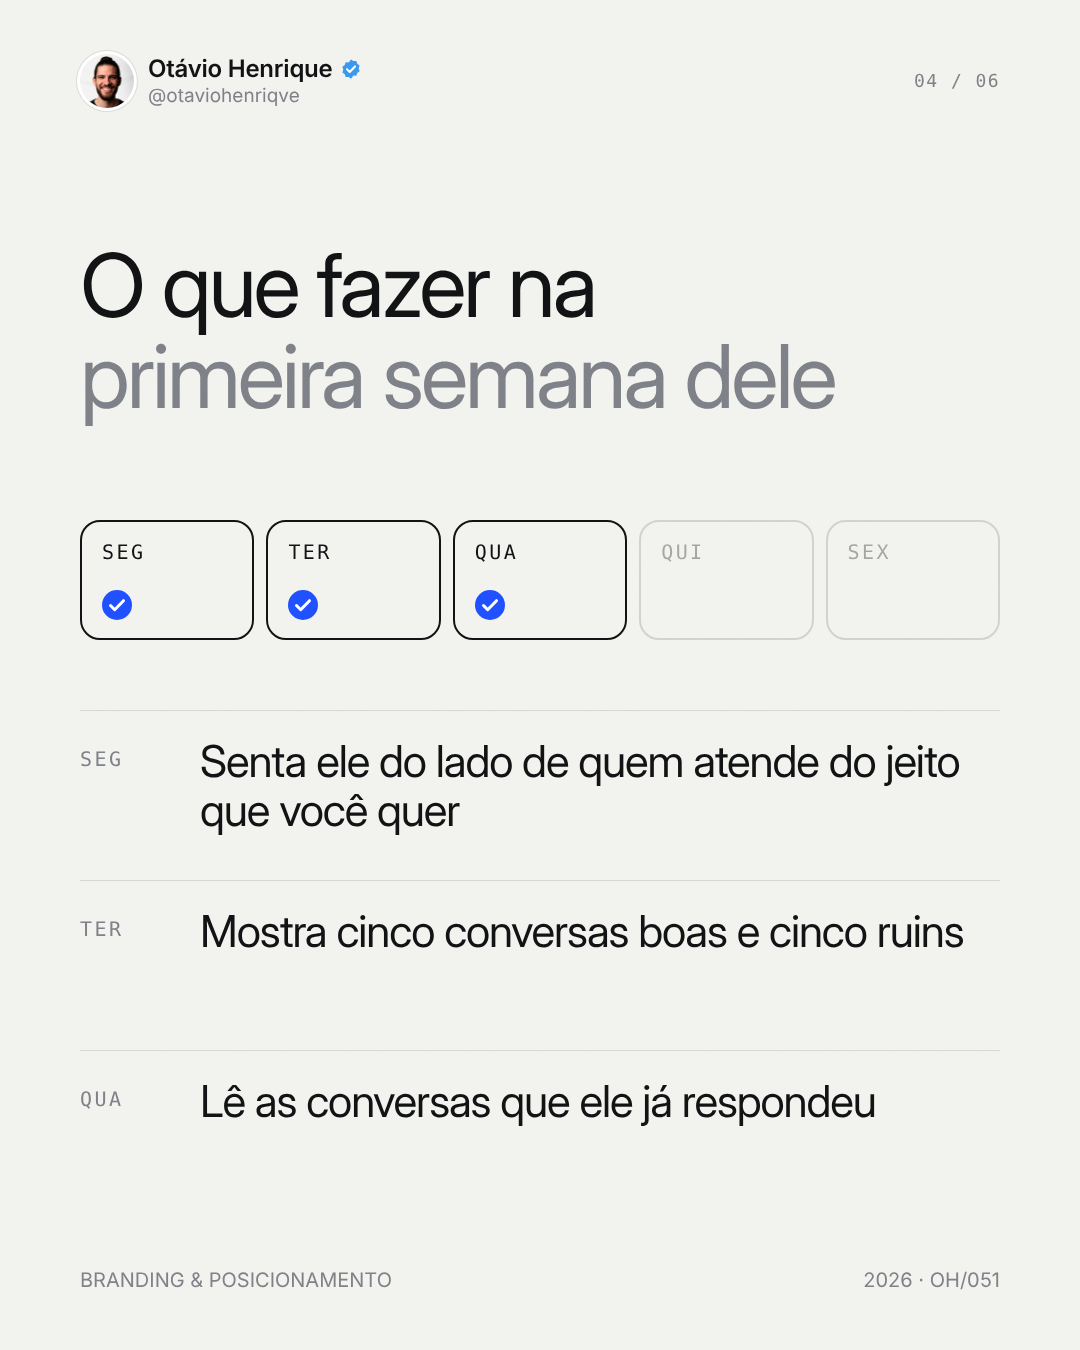 Otávio Henrique
@otaviohenriqve
04 / 06
O que fazer na
primeira semana dele
SEG
TER
QUA
QUI
SEX
SEG
Senta ele do lado de quem atende do jeito
que você quer
TER
Mostra cinco conversas boas e cinco ruins
QUA
Lê as conversas que ele já respondeu
BRANDING & POSICIONAMENTO
2026 · OH/051